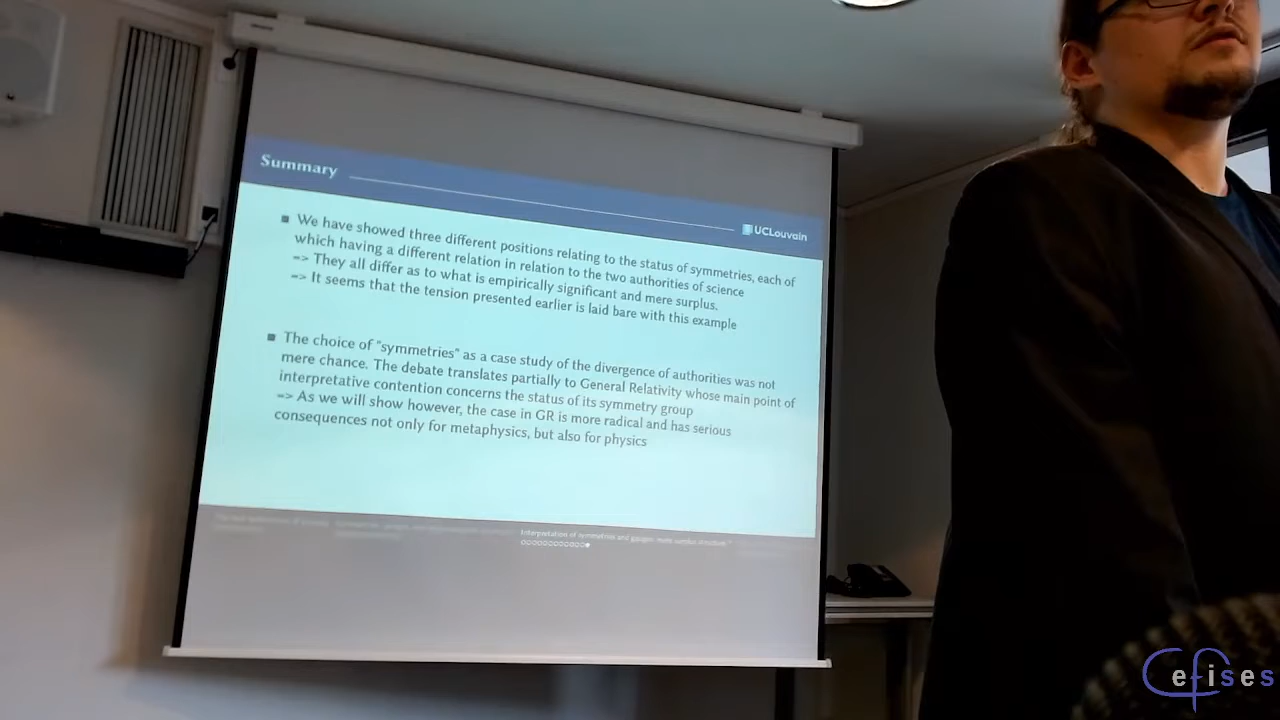 Summary
UCLouvain
■ We have showed three different positions relating to the status of symmetries, each of
which having a different relation in relation to the two authorities of science
=> They all differ as to what is empirically significant and mere surplus.
=> It seems that the tension presented earlier is laid bare with this example
■ The choice of "symmetries" as a case study of the divergence of authorities was not
mere chance. The debate translates partially to General Relativity whose main point of
interpretative contention concerns the status of its symmetry group
=> As we will show however, the case in GR is more radical and has serious
consequences not only for metaphysics, but also for physics
Interpretation of symmetries and gauges:
Cefises